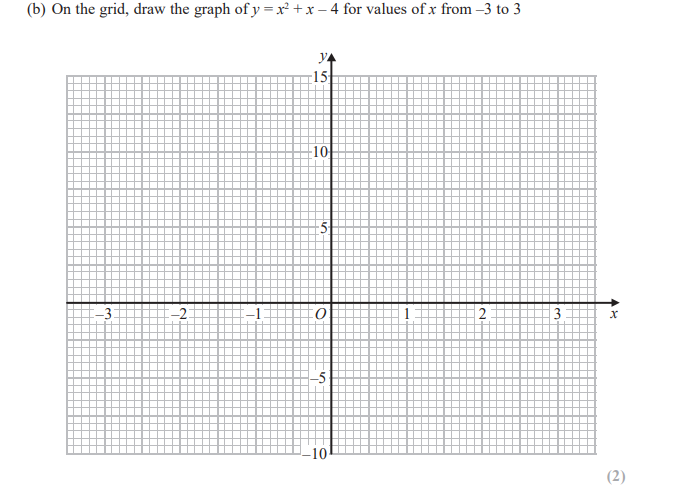 (b) On the grid, draw the graph of y = x² + x – 4 for values of x from –3 to 3
y
15
10
5
–3 –2 –1 O 1 2 3 x
–5
–10
(2)